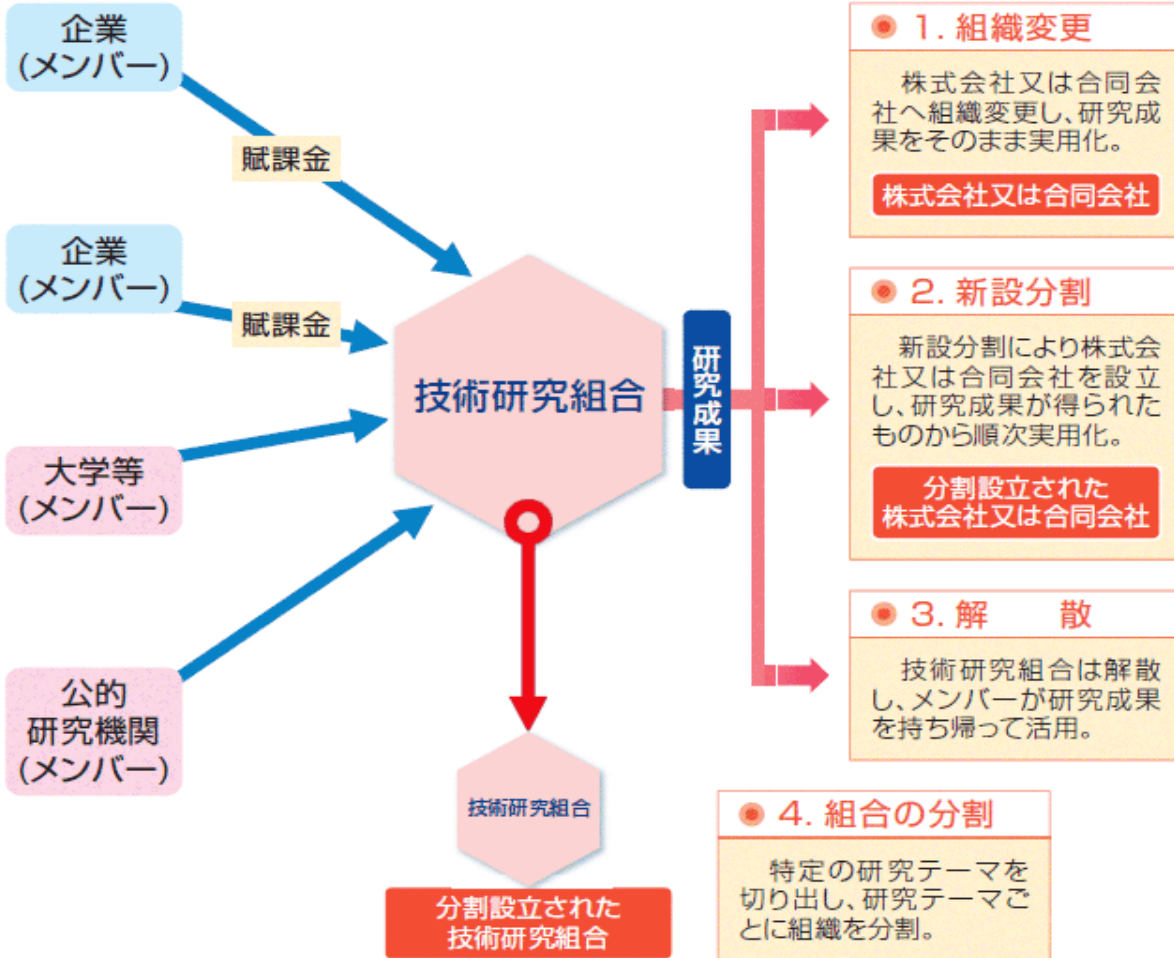 企業
(メンバー)
賦課金
企業
(メンバー)
賦課金
大学等
(メンバー)
公的
研究機関
(メンバー)
技術研究組合
研究成果
技術研究組合
分割設立された
技術研究組合
1. 組織変更
株式会社又は合同会
社へ組織変更し、研究成
果をそのまま実用化。
株式会社又は合同会社
2. 新設分割
新設分割により株式会
社又は合同会社を設立
し、研究成果が得られた
ものから順次実用化。
分割設立された
株式会社又は合同会社
3. 解　　散
技術研究組合は解散
し、メンバーが研究成果
を持ち帰って活用。
4. 組合の分割
特定の研究テーマを
切り出し、研究テーマご
とに組織を分割。